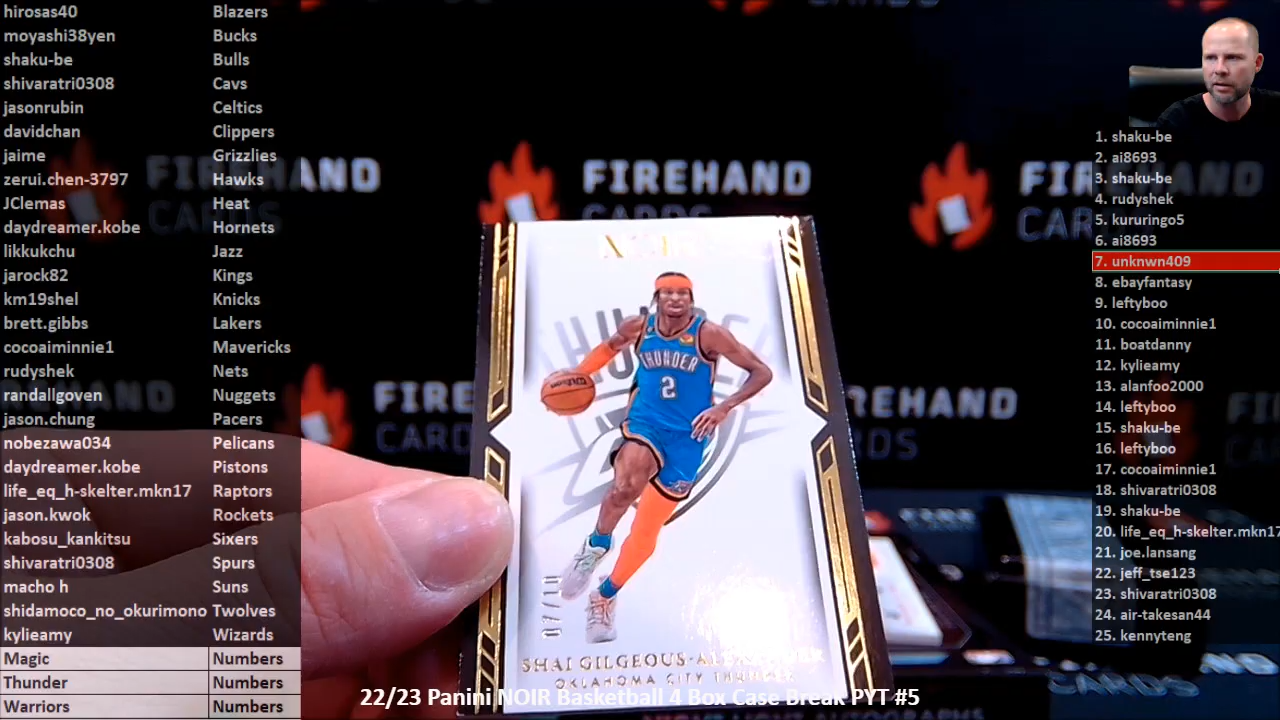 hirosas40 Blazers
moyashi38yen Bucks
shaku-be Bulls
shivaratri0308 Cavs
jasonrubin Celtics
davidchan Clippers
jaime Grizzlies
zerui.chen-3797 Hawks
JClemas Heat
daydreamer.kobe Hornets
likkukchu Jazz
jarock82 Kings
km19shel Knicks
brett.gibbs Lakers
cocoaiminnie1 Mavericks
rudyshek Nets
randallgoven Nuggets
jason.chung Pacers
nobezawa034 Pelicans
daydreamer.kobe Pistons
life_eq_h-skelter.mkn17 Raptors
jason.kwok Rockets
kabosu_kankitsu Sixers
shivaratri0308 Spurs
macho h Suns
shidamoco_no_okurimono Twolves
kylieamy Wizards
Magic Numbers
Thunder Numbers
Warriors Numbers
FIREHAND
CARDS
NOIR
THUNDER
2
07/10
SHAI GILGEOUS-ALEXANDER
OKLAHOMA CITY THUNDER
22/23 Panini NOIR Basketball 4 Box Case Break PYT #5
1. shaku-be
2. ai8693
3. shaku-be
4. rudyshek
5. kururingo5
6. ai8693
7. unknwn409
8. ebayfantasy
9. leftyboo
10. cocoaiminnie1
11. boatdanny
12. kylieamy
13. alanfoo2000
14. leftyboo
15. shaku-be
16. leftyboo
17. cocoaiminnie1
18. shivaratri0308
19. shaku-be
20. life_eq_h-skelter.mkn17
21. joe.lansang
22. jeff_tse123
23. shivaratri0308
24. air-takesan44
25. kennyteng